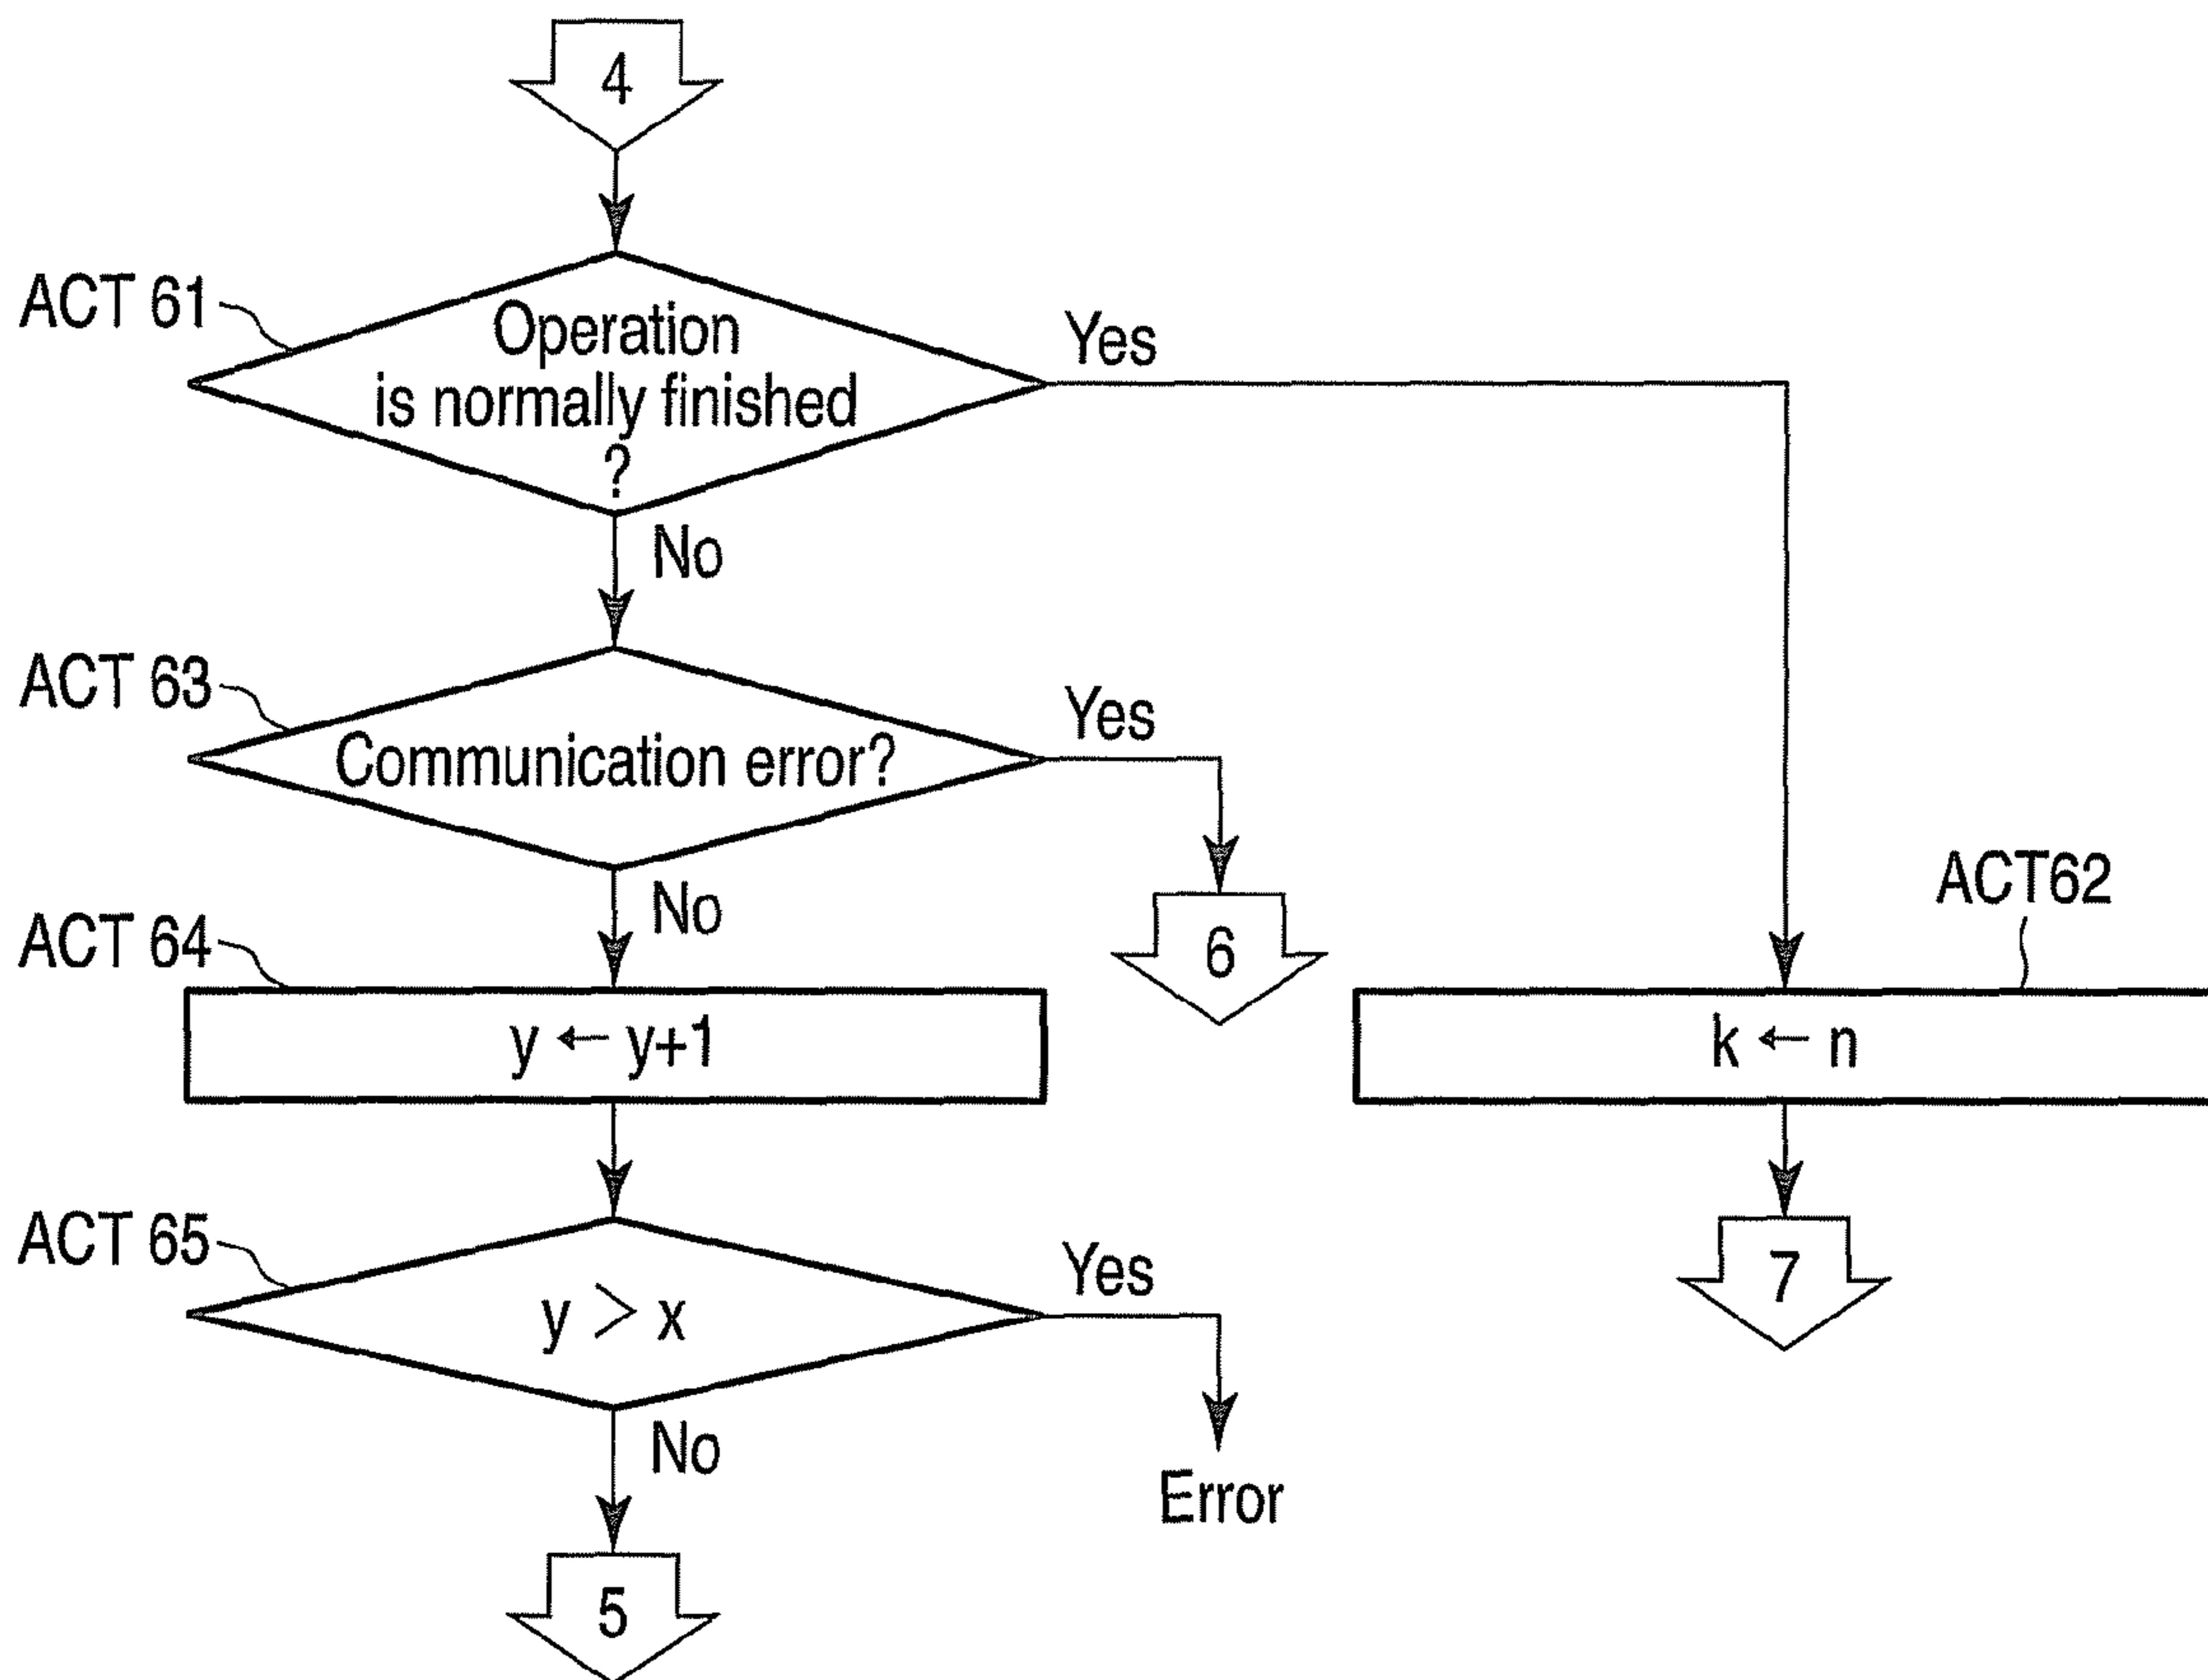 4
ACT 61
Operation
is normally finished
?
Yes
No
ACT 63
Communication error?
Yes
No
6
ACT 64
y ← y+1
ACT62
k ← n
7
ACT 65
y > x
Yes
No
Error
5